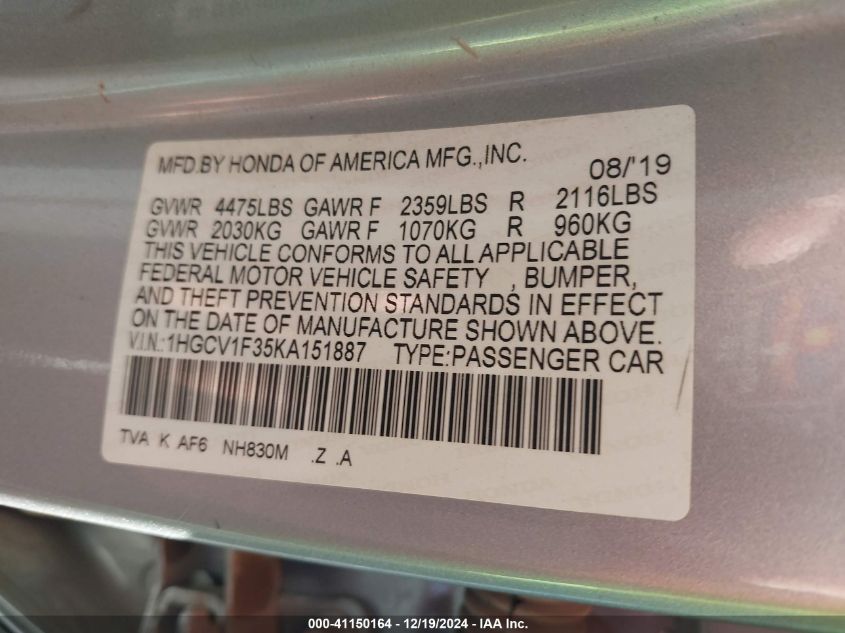 MFD.BY HONDA OF AMERICA MFG.,INC. 08/'19
GVWR 4475LBS GAWR F 2359LBS R 2116LBS
GVWR 2030KG GAWR F 1070KG R 960KG
THIS VEHICLE CONFORMS TO ALL APPLICABLE
FEDERAL MOTOR VEHICLE SAFETY , BUMPER,
AND THEFT PREVENTION STANDARDS IN EFFECT
ON THE DATE OF MANUFACTURE SHOWN ABOVE.
V.I.N.:1HGCV1F35KA151887 TYPE:PASSENGER CAR
TVA K AF6 NH830M .Z .A
000-41150164 - 12/19/2024 - IAA Inc.